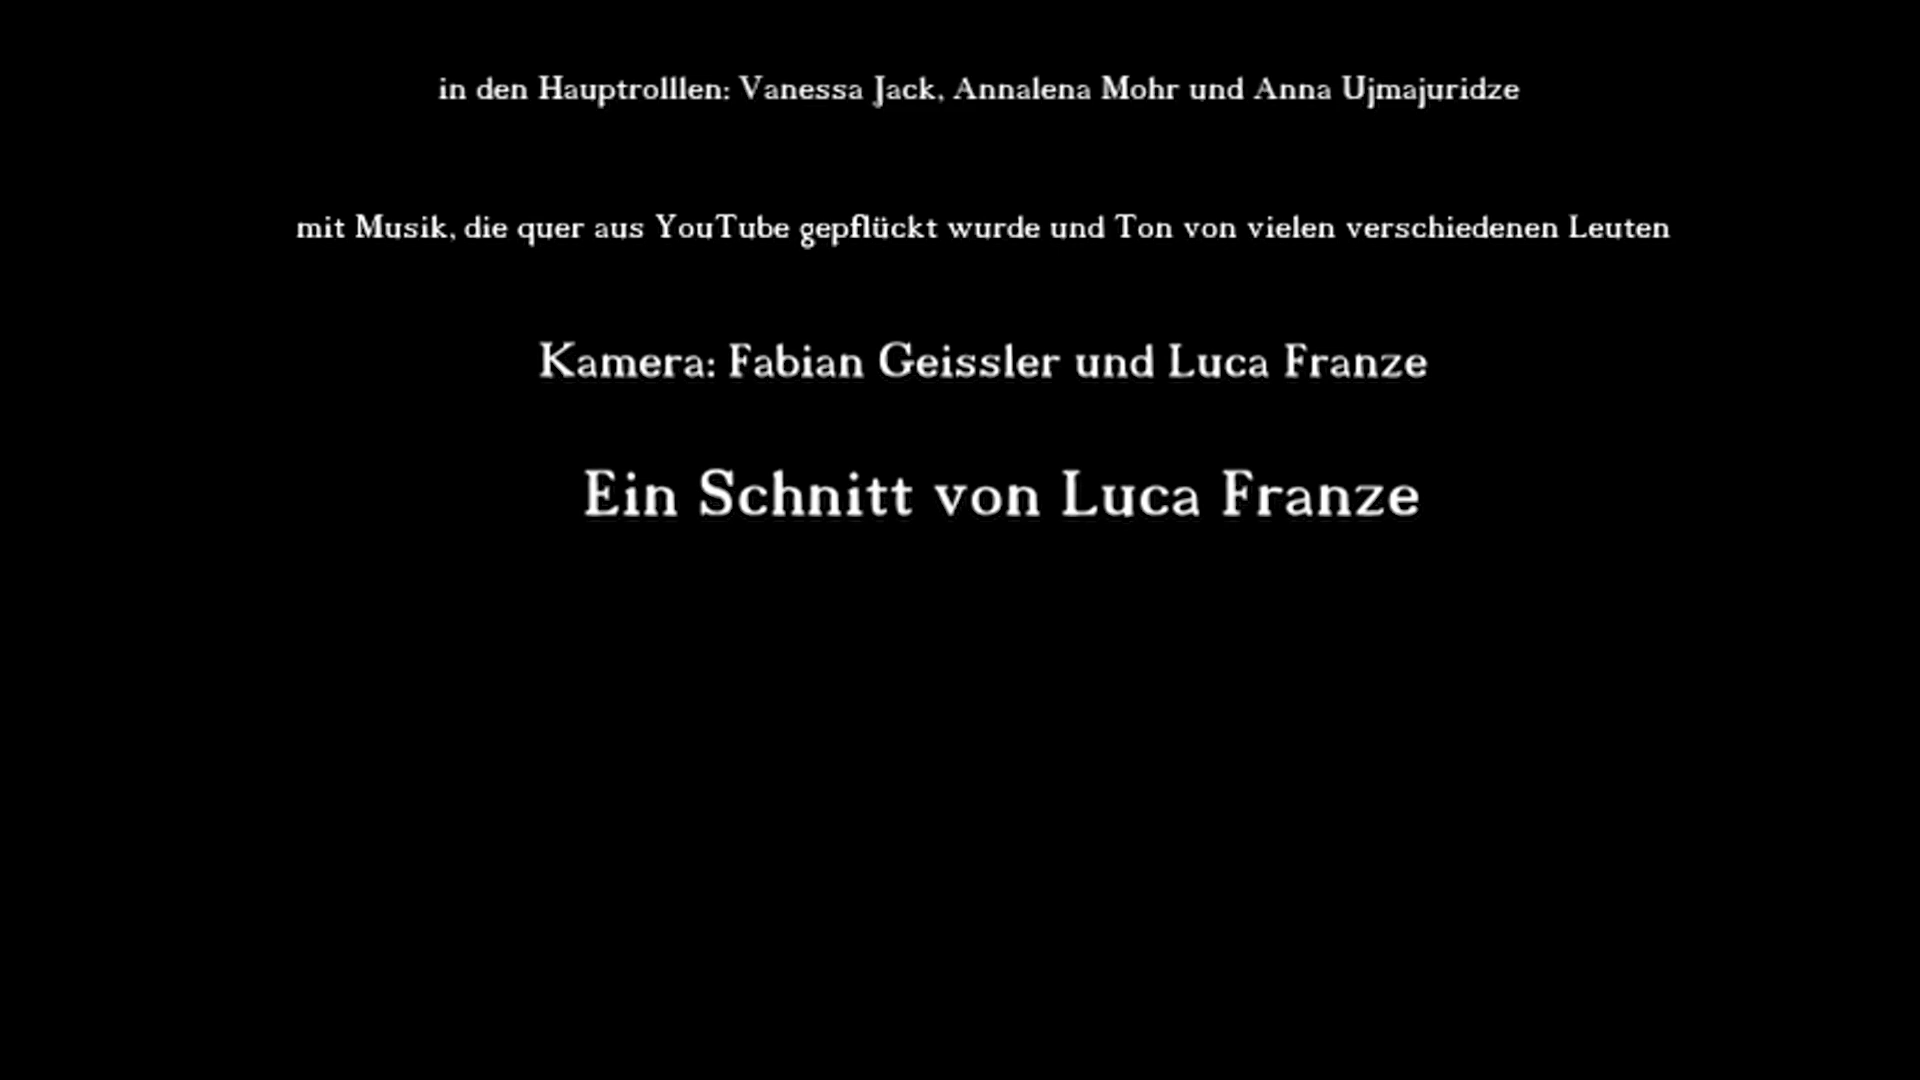 in den Hauptrolllen: Vanessa Jack, Annalena Mohr und Anna Ujmajuridze
mit Musik, die quer aus YouTube gepflückt wurde und Ton von vielen verschiedenen Leuten
Kamera: Fabian Geissler und Luca Franze
Ein Schnitt von Luca Franze